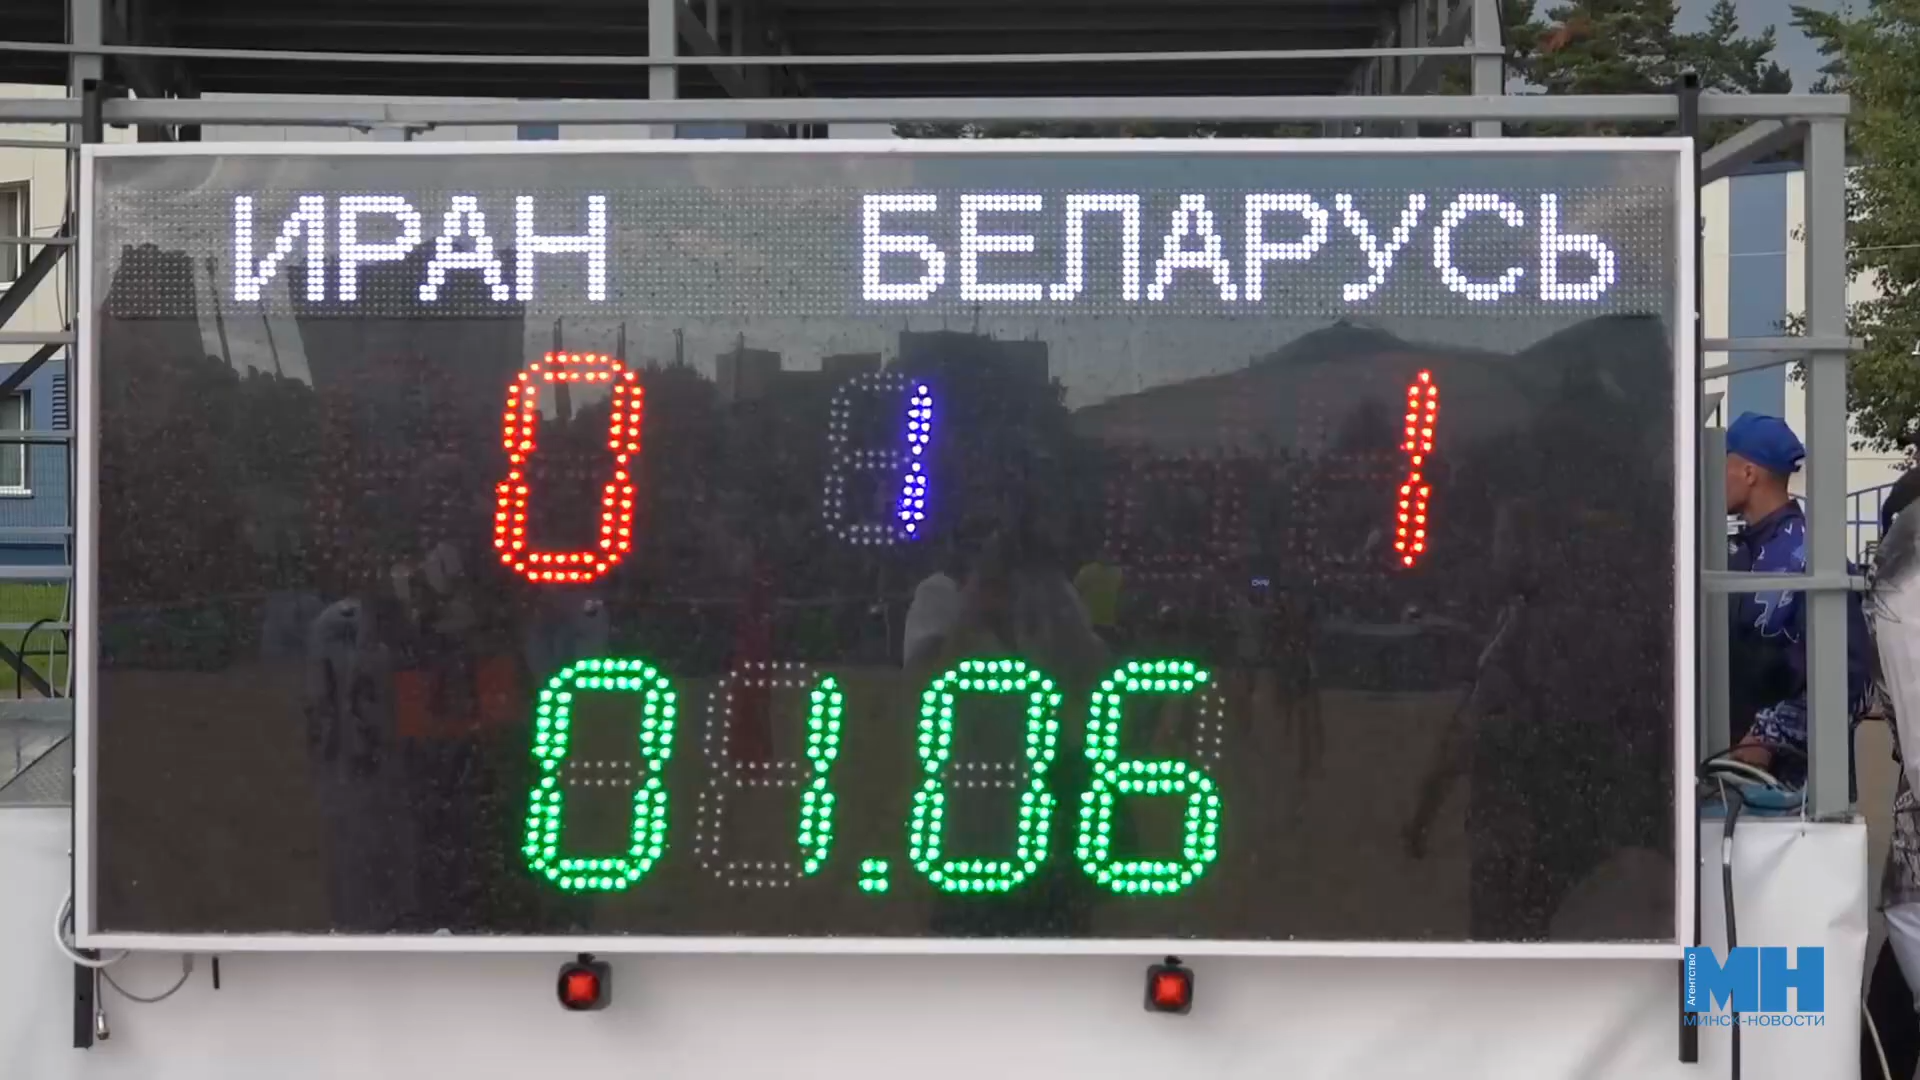 ИРАН БЕЛАРУСЬ
0 1 1
01.06
Агентство
МН
МИНСК-НОВОСТИ